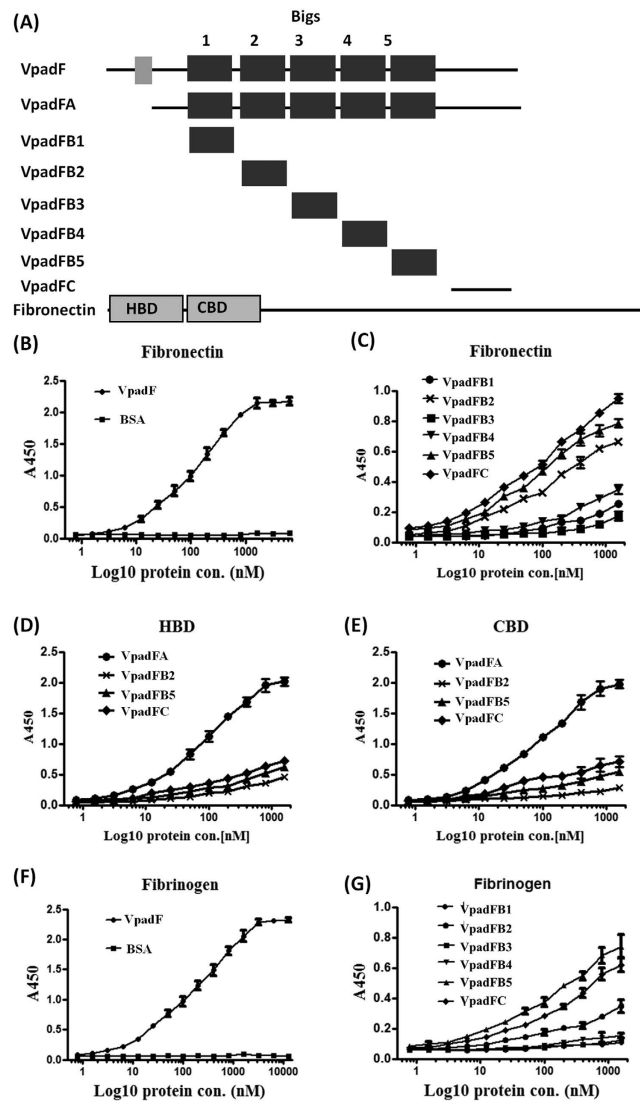 (A)
Bigs
1 2 3 4 5
VpadF
VpadFA
VpadFB1
VpadFB2
VpadFB3
VpadFB4
VpadFB5
VpadFC
Fibronectin HBD CBD
(B)
Fibronectin
VpadF
BSA
A450
2.5
2.0
1.5
1.0
0.5
0.0
1 10 100 1000
Log10 protein con. (nM)
(C)
Fibronectin
VpadFB1
VpadFB2
VpadFB3
VpadFB4
VpadFB5
VpadFC
A450
1.0
0.8
0.6
0.4
0.2
0.0
1 10 100 1000
Log10 protein con.[nM]
(D)
HBD
VpadFA
VpadFB2
VpadFB5
VpadFC
A450
2.5
2.0
1.5
1.0
0.5
0.0
1 10 100 1000
Log10 protein con.[nM]
(E)
CBD
VpadFA
VpadFB2
VpadFB5
VpadFC
A450
2.5
2.0
1.5
1.0
0.5
0.0
1 10 100 1000
Log10 protein con.[nM]
(F)
Fibrinogen
VpadF
BSA
A450
2.5
2.0
1.5
1.0
0.5
0.0
1 10 100 1000 10000
Log10 protein con. (nM)
(G)
Fibrinogen
VpadFB1
VpadFB2
VpadFB3
VpadFB4
VpadFB5
VpadFC
A450
1.0
0.8
0.6
0.4
0.2
0.0
1 10 100 1000
Log10 protein con. (nM)